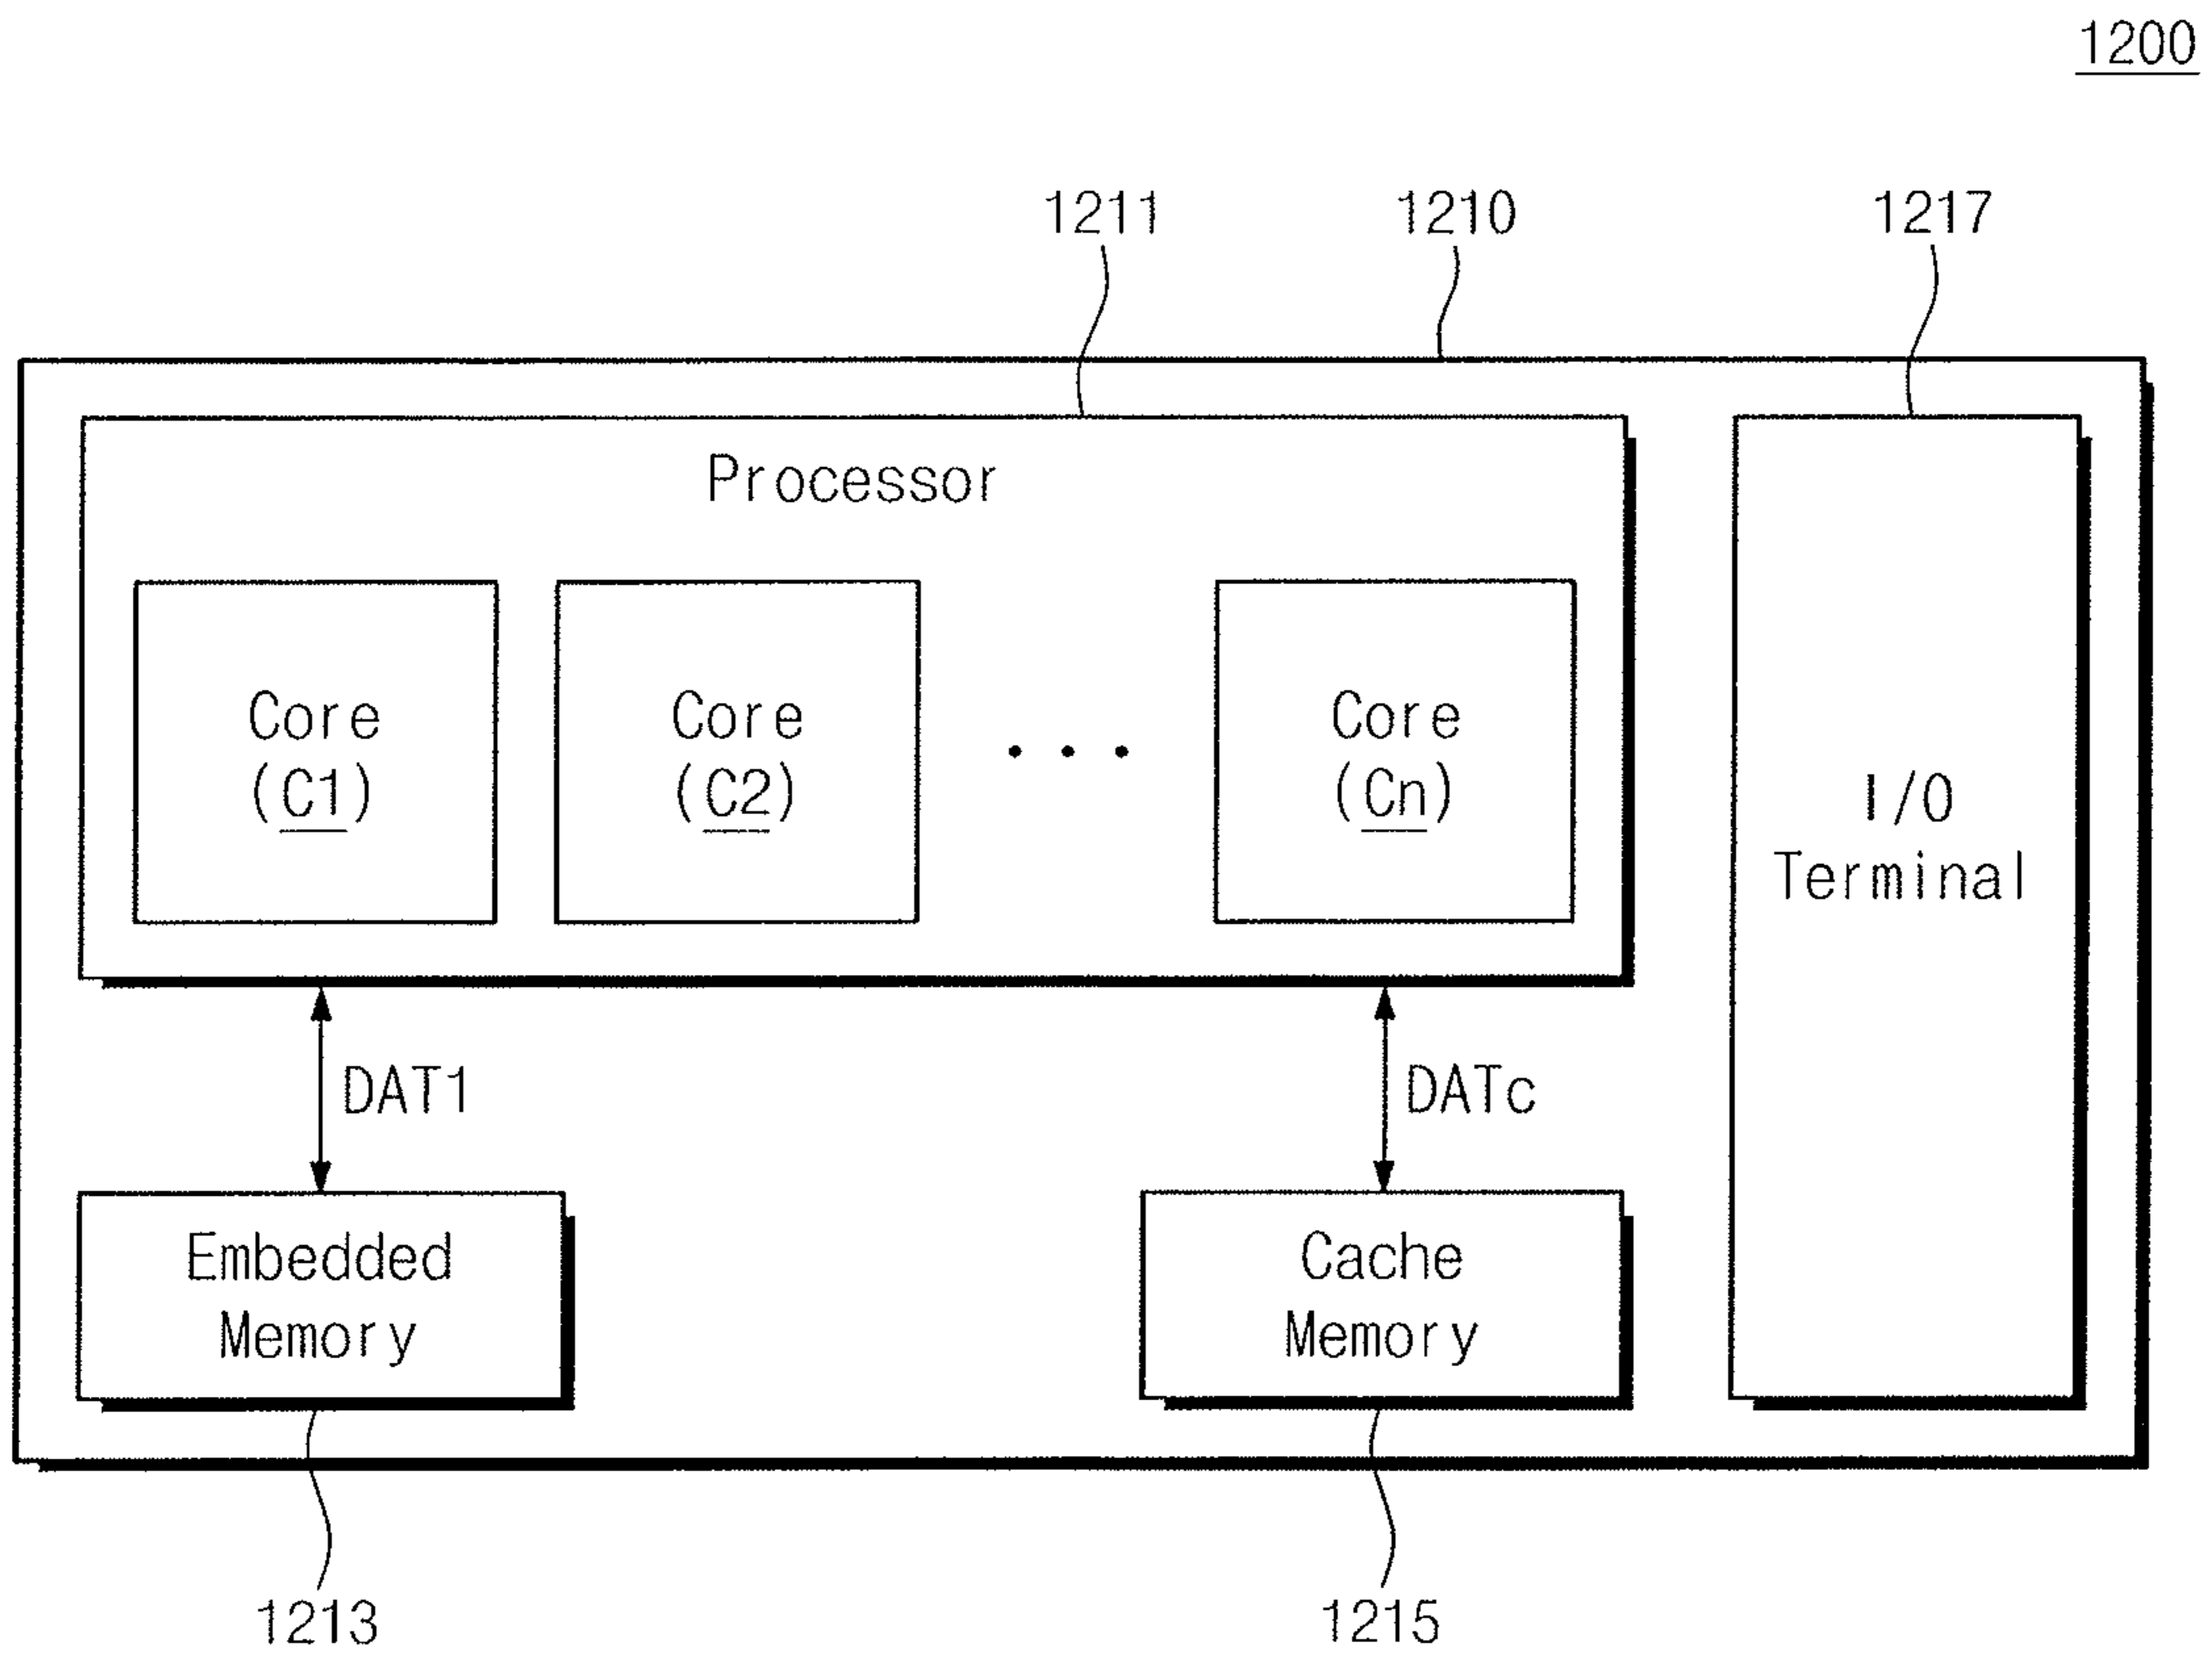 1200
1211
1210
1217
Processor
Core
(C1)
Core
(C2)
• • •
Core
(Cn)
I/O
Terminal
DAT1
DATc
Embedded
Memory
Cache
Memory
1213
1215